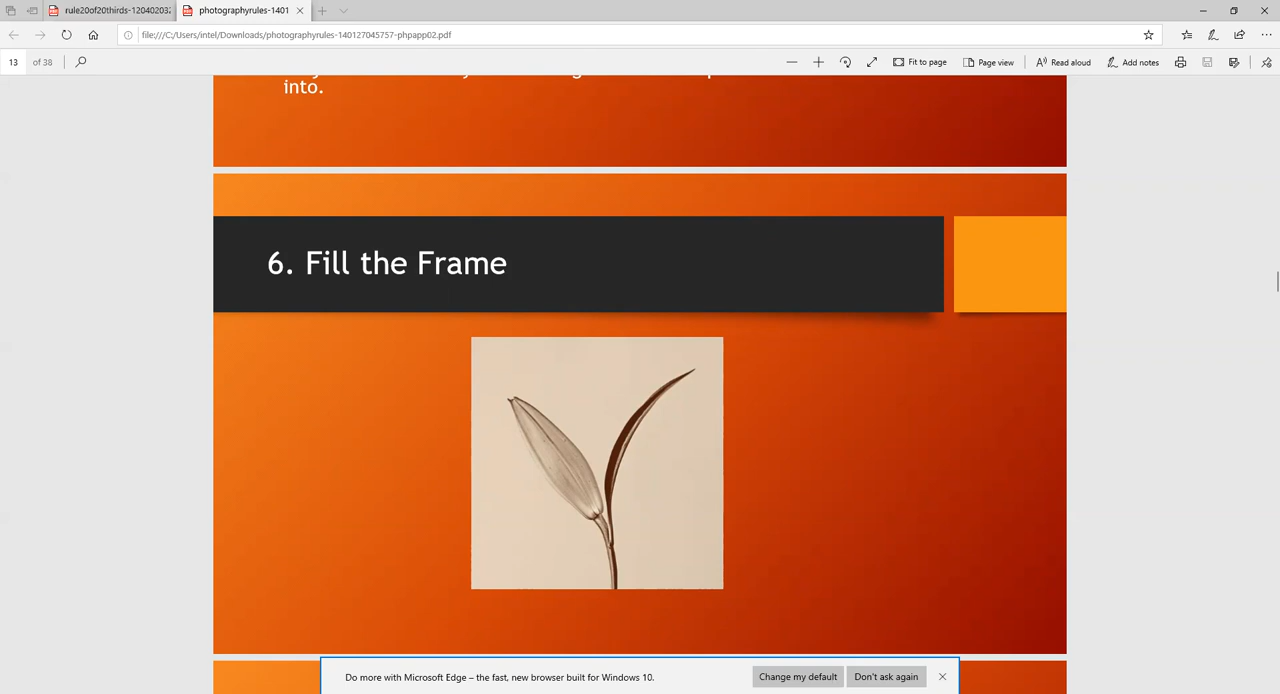 rule20of20thirds-12040203
photographyrules-1401
file:///C:/Users/intel/Downloads/photographyrules-140127045757-phpapp02.pdf
13 of 38
Fit to page
Page view
Read aloud
Add notes
into.
6. Fill the Frame
Do more with Microsoft Edge – the fast, new browser built for Windows 10.
Change my default
Don't ask again